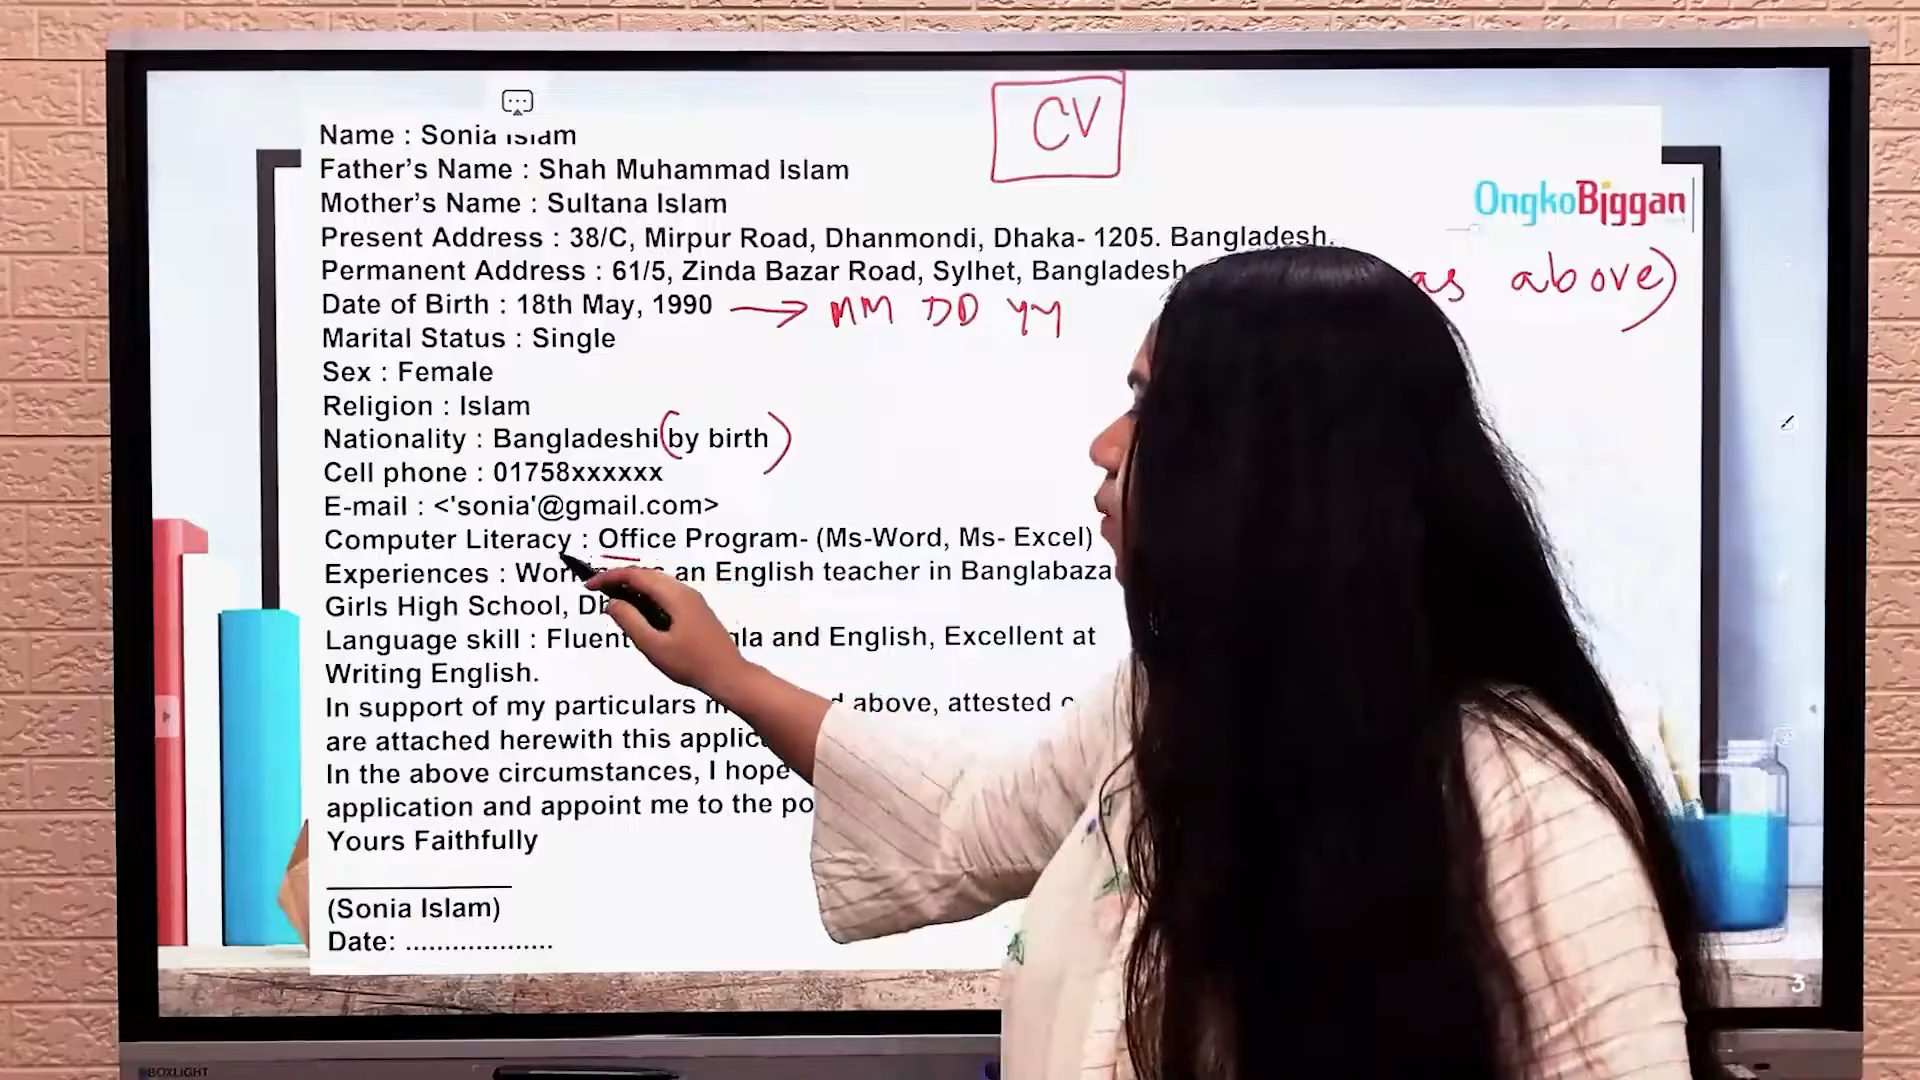 CV
Name : Sonia Islam
OngkoBiggan
Father's Name : Shah Muhammad Islam
Mother's Name : Sultana Islam
Present Address : 38/C, Mirpur Road, Dhanmondi, Dhaka- 1205. Bangladesh.
Permanent Address : 61/5, Zinda Bazar Road, Sylhet, Bangladesh
as above)
Date of Birth : 18th May, 1990 → MM DD YY
Marital Status : Single
Sex : Female
Religion : Islam
Nationality : Bangladeshi (by birth)
Cell phone : 01758xxxxxx
E-mail : <'sonia'@gmail.com>
Computer Literacy : Office Program- (Ms-Word, Ms- Excel)
Experiences : an English teacher in
Girls High School,
Language skill : Fluent and English, Excellent at
Writing English.
In support of my particulars above, attested
are attached herewith this
In the above circumstances, I hope
application and appoint me to the
Yours Faithfully
(Sonia Islam)
Date: ...................
3
BOXLIGHT